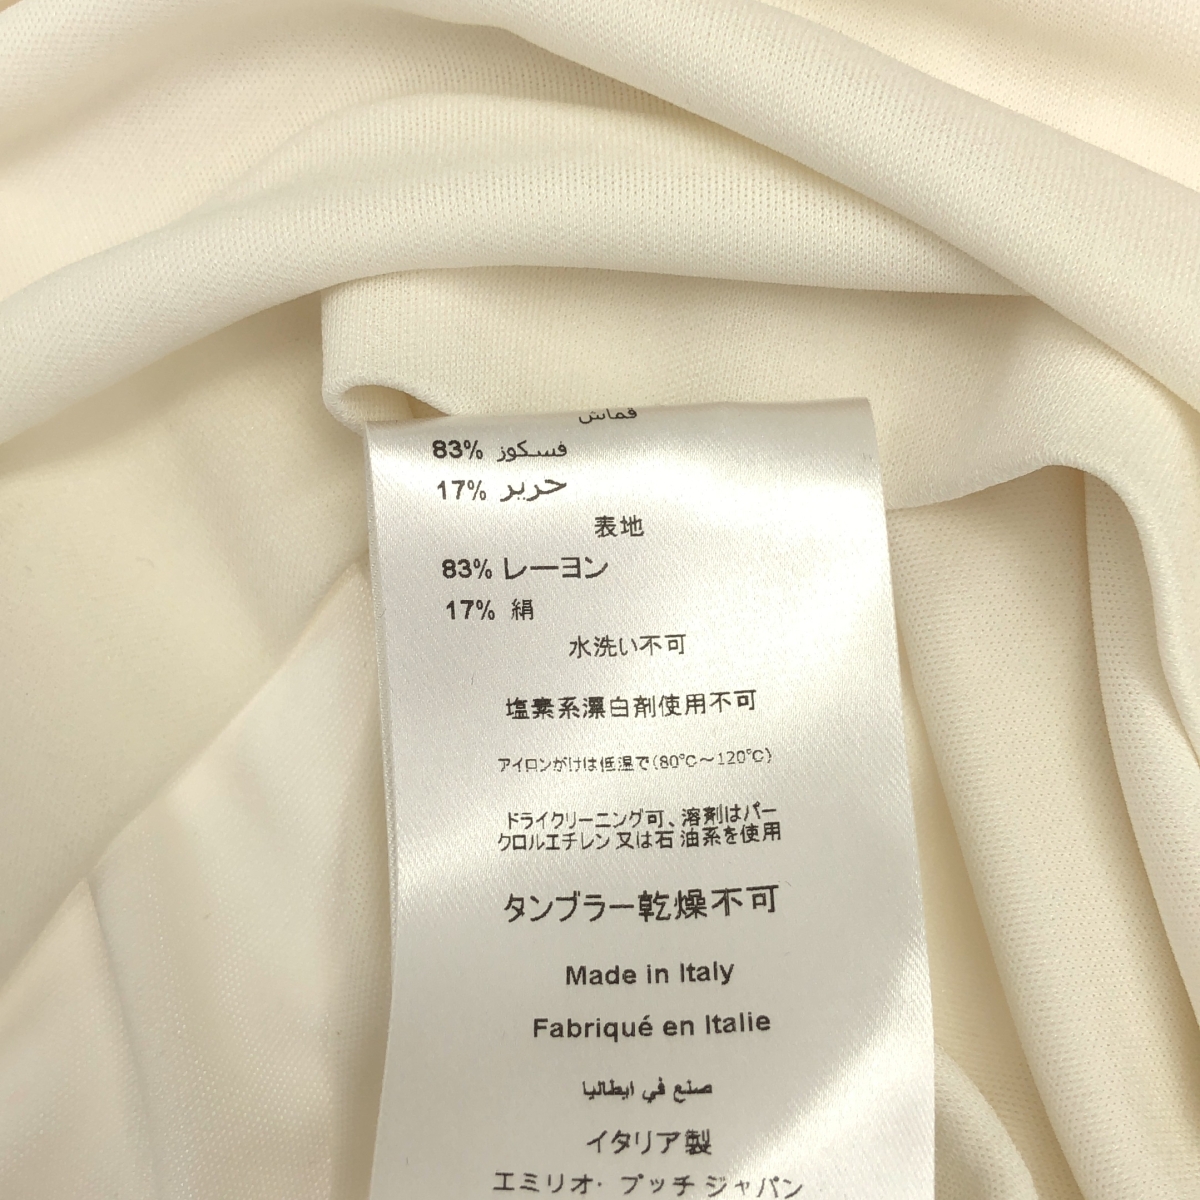 قماش
83% فسكوز
17% حرير
表地
83% レーヨン
17% 絹
水洗い不可
塩素系漂白剤使用不可
アイロンがけは低温で(80℃～120℃)
ドライクリーニング可、溶剤はパー
クロルエチレン又は石油系を使用
タンブラー乾燥不可
Made in Italy
Fabriqué en Italie
صنع في ايطاليا
イタリア製
エミリオ・プッチ ジャパン